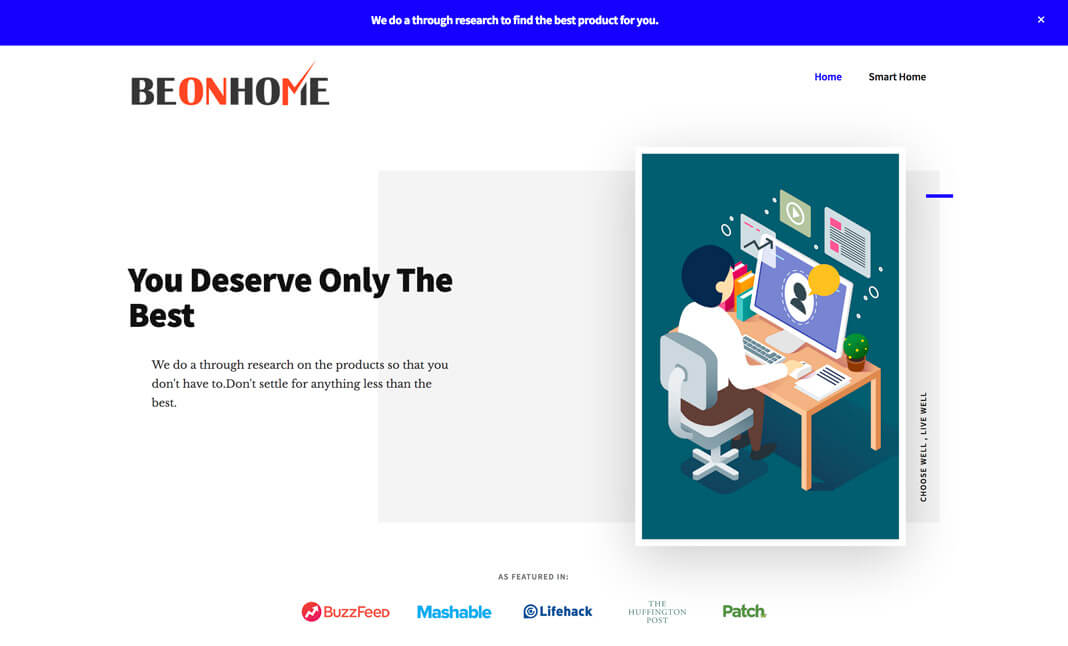 We do a through research to find the best product for you.
×
BEONHOME
Home
Smart Home
You Deserve Only The
Best
We do a through research on the products so that you
don't have to.Don't settle for anything less than the
best.
CHOOSE WELL , LIVE WELL
AS FEATURED IN:
BuzzFeed
Mashable
Lifehack
THE
HUFFINGTON
POST
Patch